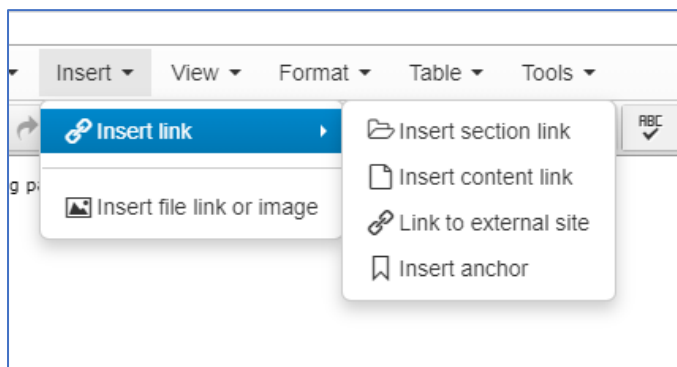 Insert View Format Table Tools
Insert link
Insert section link
ABC
Insert content link
g pa
Insert file link or image
Link to external site
Insert anchor